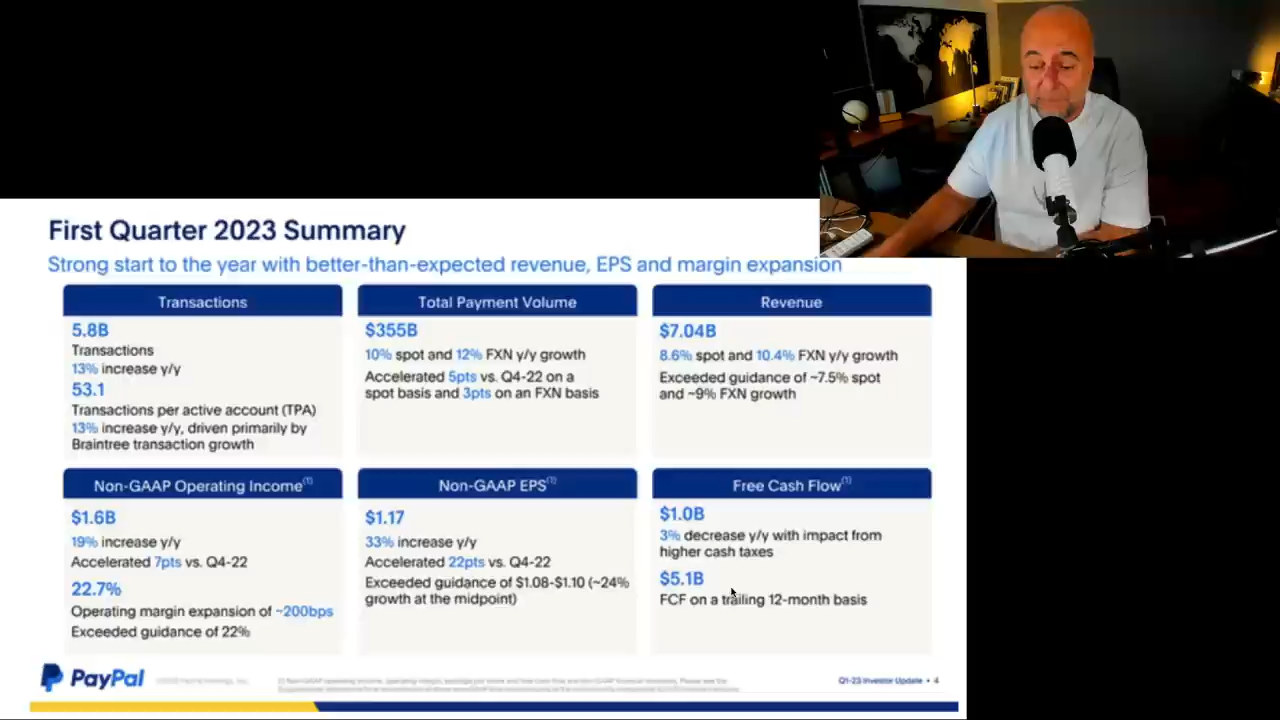 First Quarter 2023 Summary
Strong start to the year with better-than-expected revenue, EPS and margin expansion
Transactions
5.8B
Transactions
13% increase y/y
53.1
Transactions per active account (TPA)
13% increase y/y, driven primarily by
Braintree transaction growth
Total Payment Volume
$355B
10% spot and 12% FXN y/y growth
Accelerated 5pts vs. Q4-22 on a
spot basis and 3pts on an FXN basis
Revenue
$7.04B
8.6% spot and 10.4% FXN y/y growth
Exceeded guidance of ~7.5% spot
and ~9% FXN growth
Non-GAAP Operating Income(1)
$1.6B
19% increase y/y
Accelerated 7pts vs. Q4-22
22.7%
Operating margin expansion of ~200bps
Exceeded guidance of 22%
Non-GAAP EPS(1)
$1.17
33% increase y/y
Accelerated 22pts vs. Q4-22
Exceeded guidance of $1.08-$1.10 (~24%
growth at the midpoint)
Free Cash Flow(1)
$1.0B
3% decrease y/y with impact from
higher cash taxes
$5.1B
FCF on a trailing 12-month basis
PayPal
Q1-23 Investor Update • 4